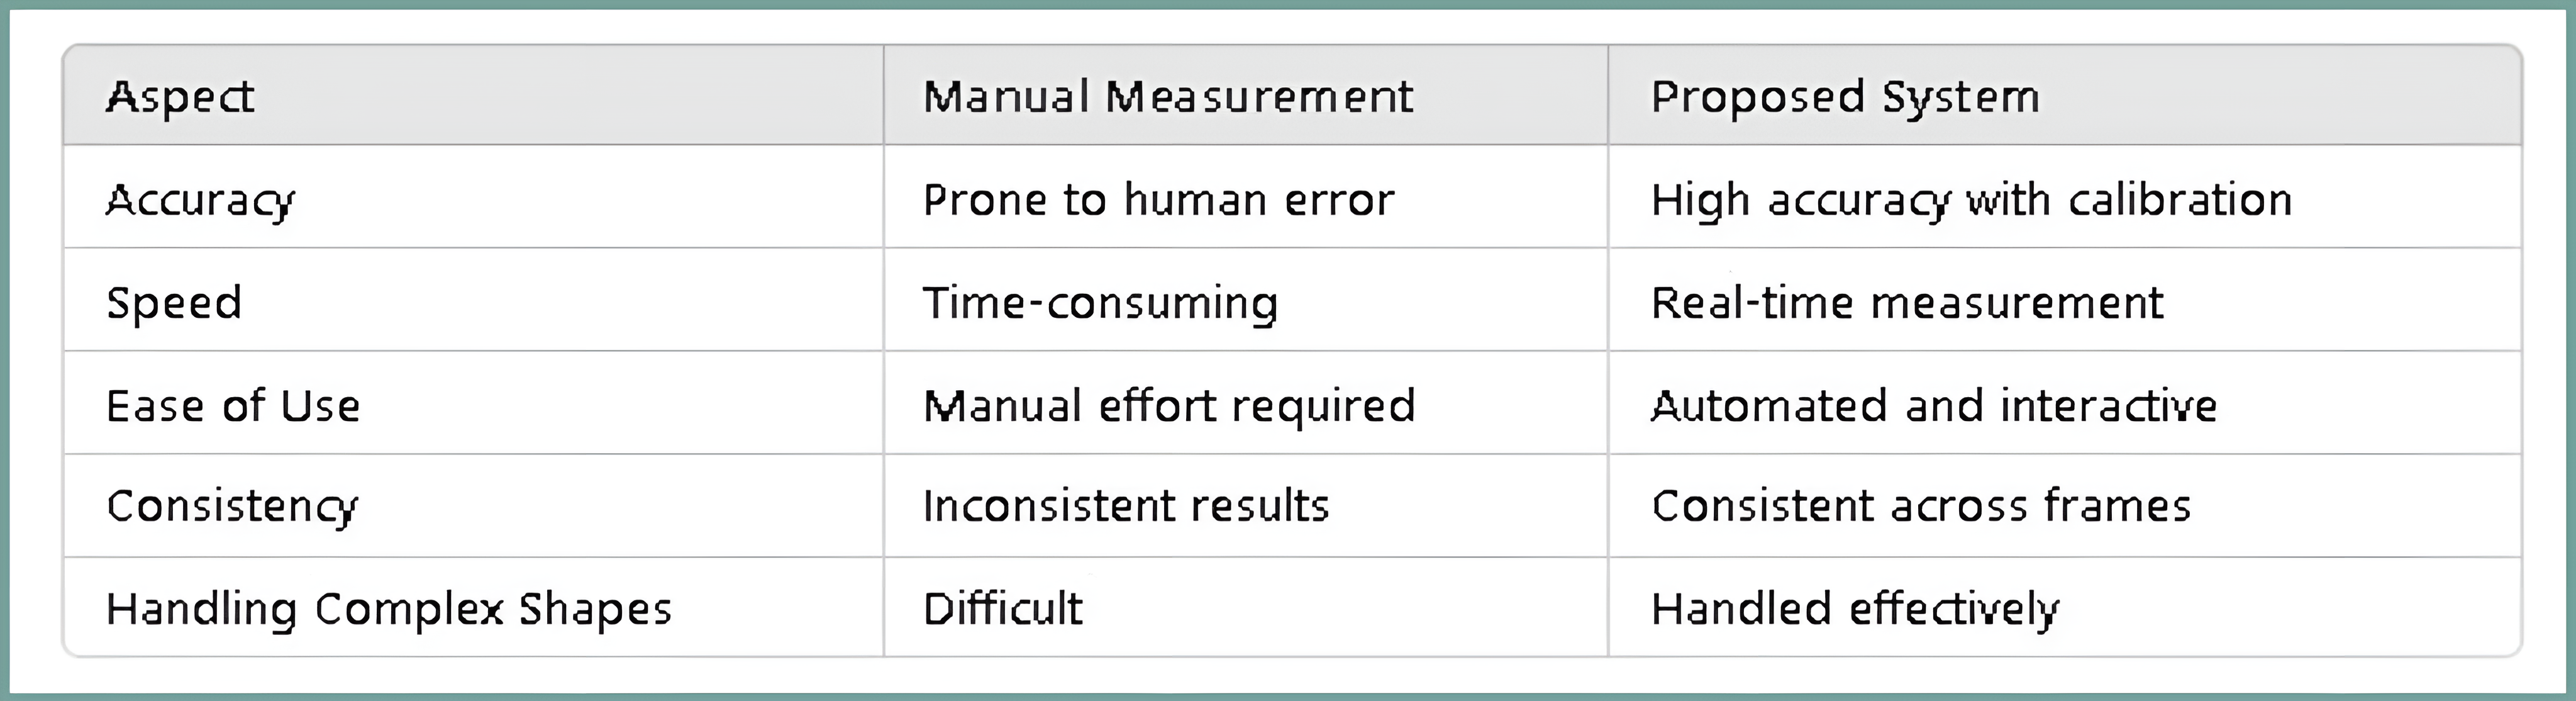 Aspect Manual Measurement Proposed System
Accuracy Prone to human error High accuracy with calibration
Speed Time-consuming Real-time measurement
Ease of Use Manual effort required Automated and interactive
Consistency Inconsistent results Consistent across frames
Handling Complex Shapes Difficult Handled effectively